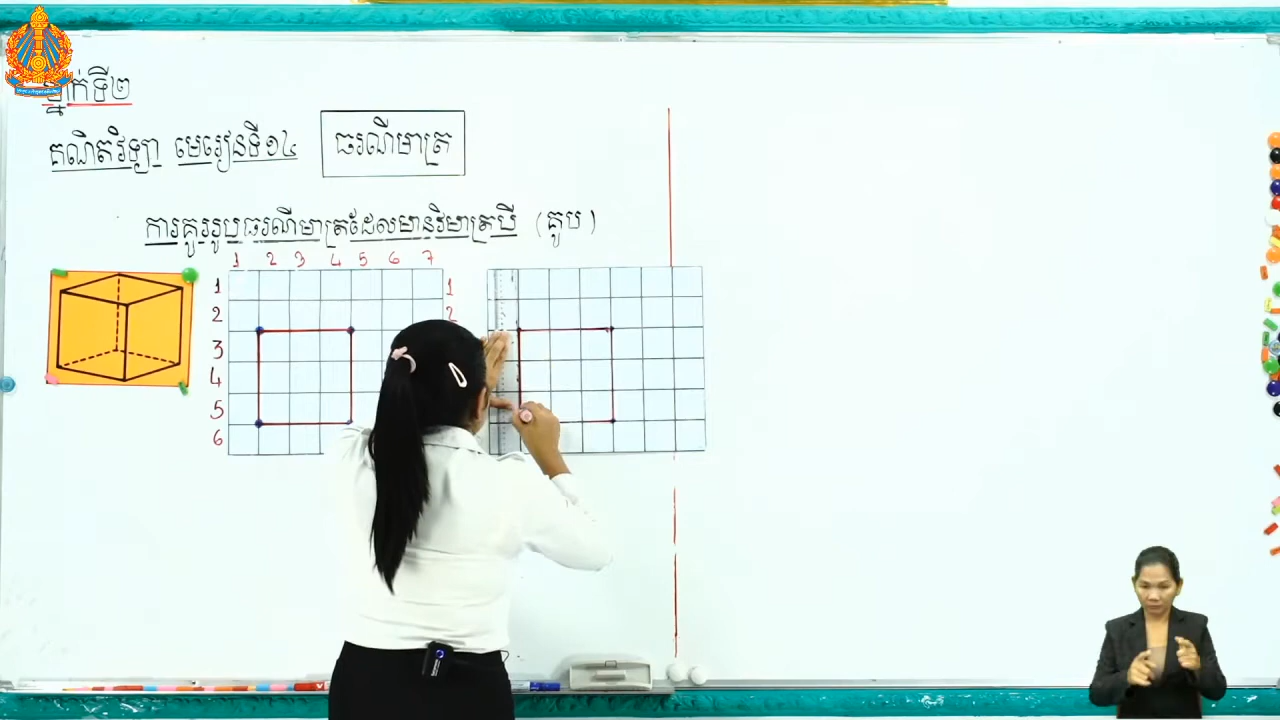 ថ្នាក់ទី២
គណិតវិទ្យា មេរៀនទី១៤ ធរណីមាត្រ
ការគូររូបធរណីមាត្រដែលមានវិមាត្របី (គូប)
1 2 3 4 5 6 7
1 1
2 2
3
4
5
6